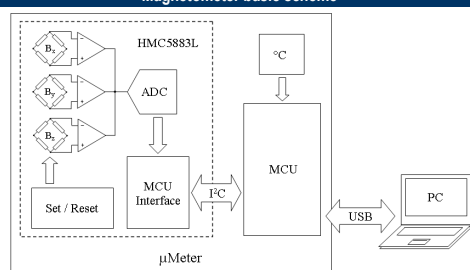 Magnetometer basic scheme
HMC5883L
Bx
By
Bz
ADC
°C
MCU
Interface
Set / Reset
I²C
MCU
USB
PC
µMeter